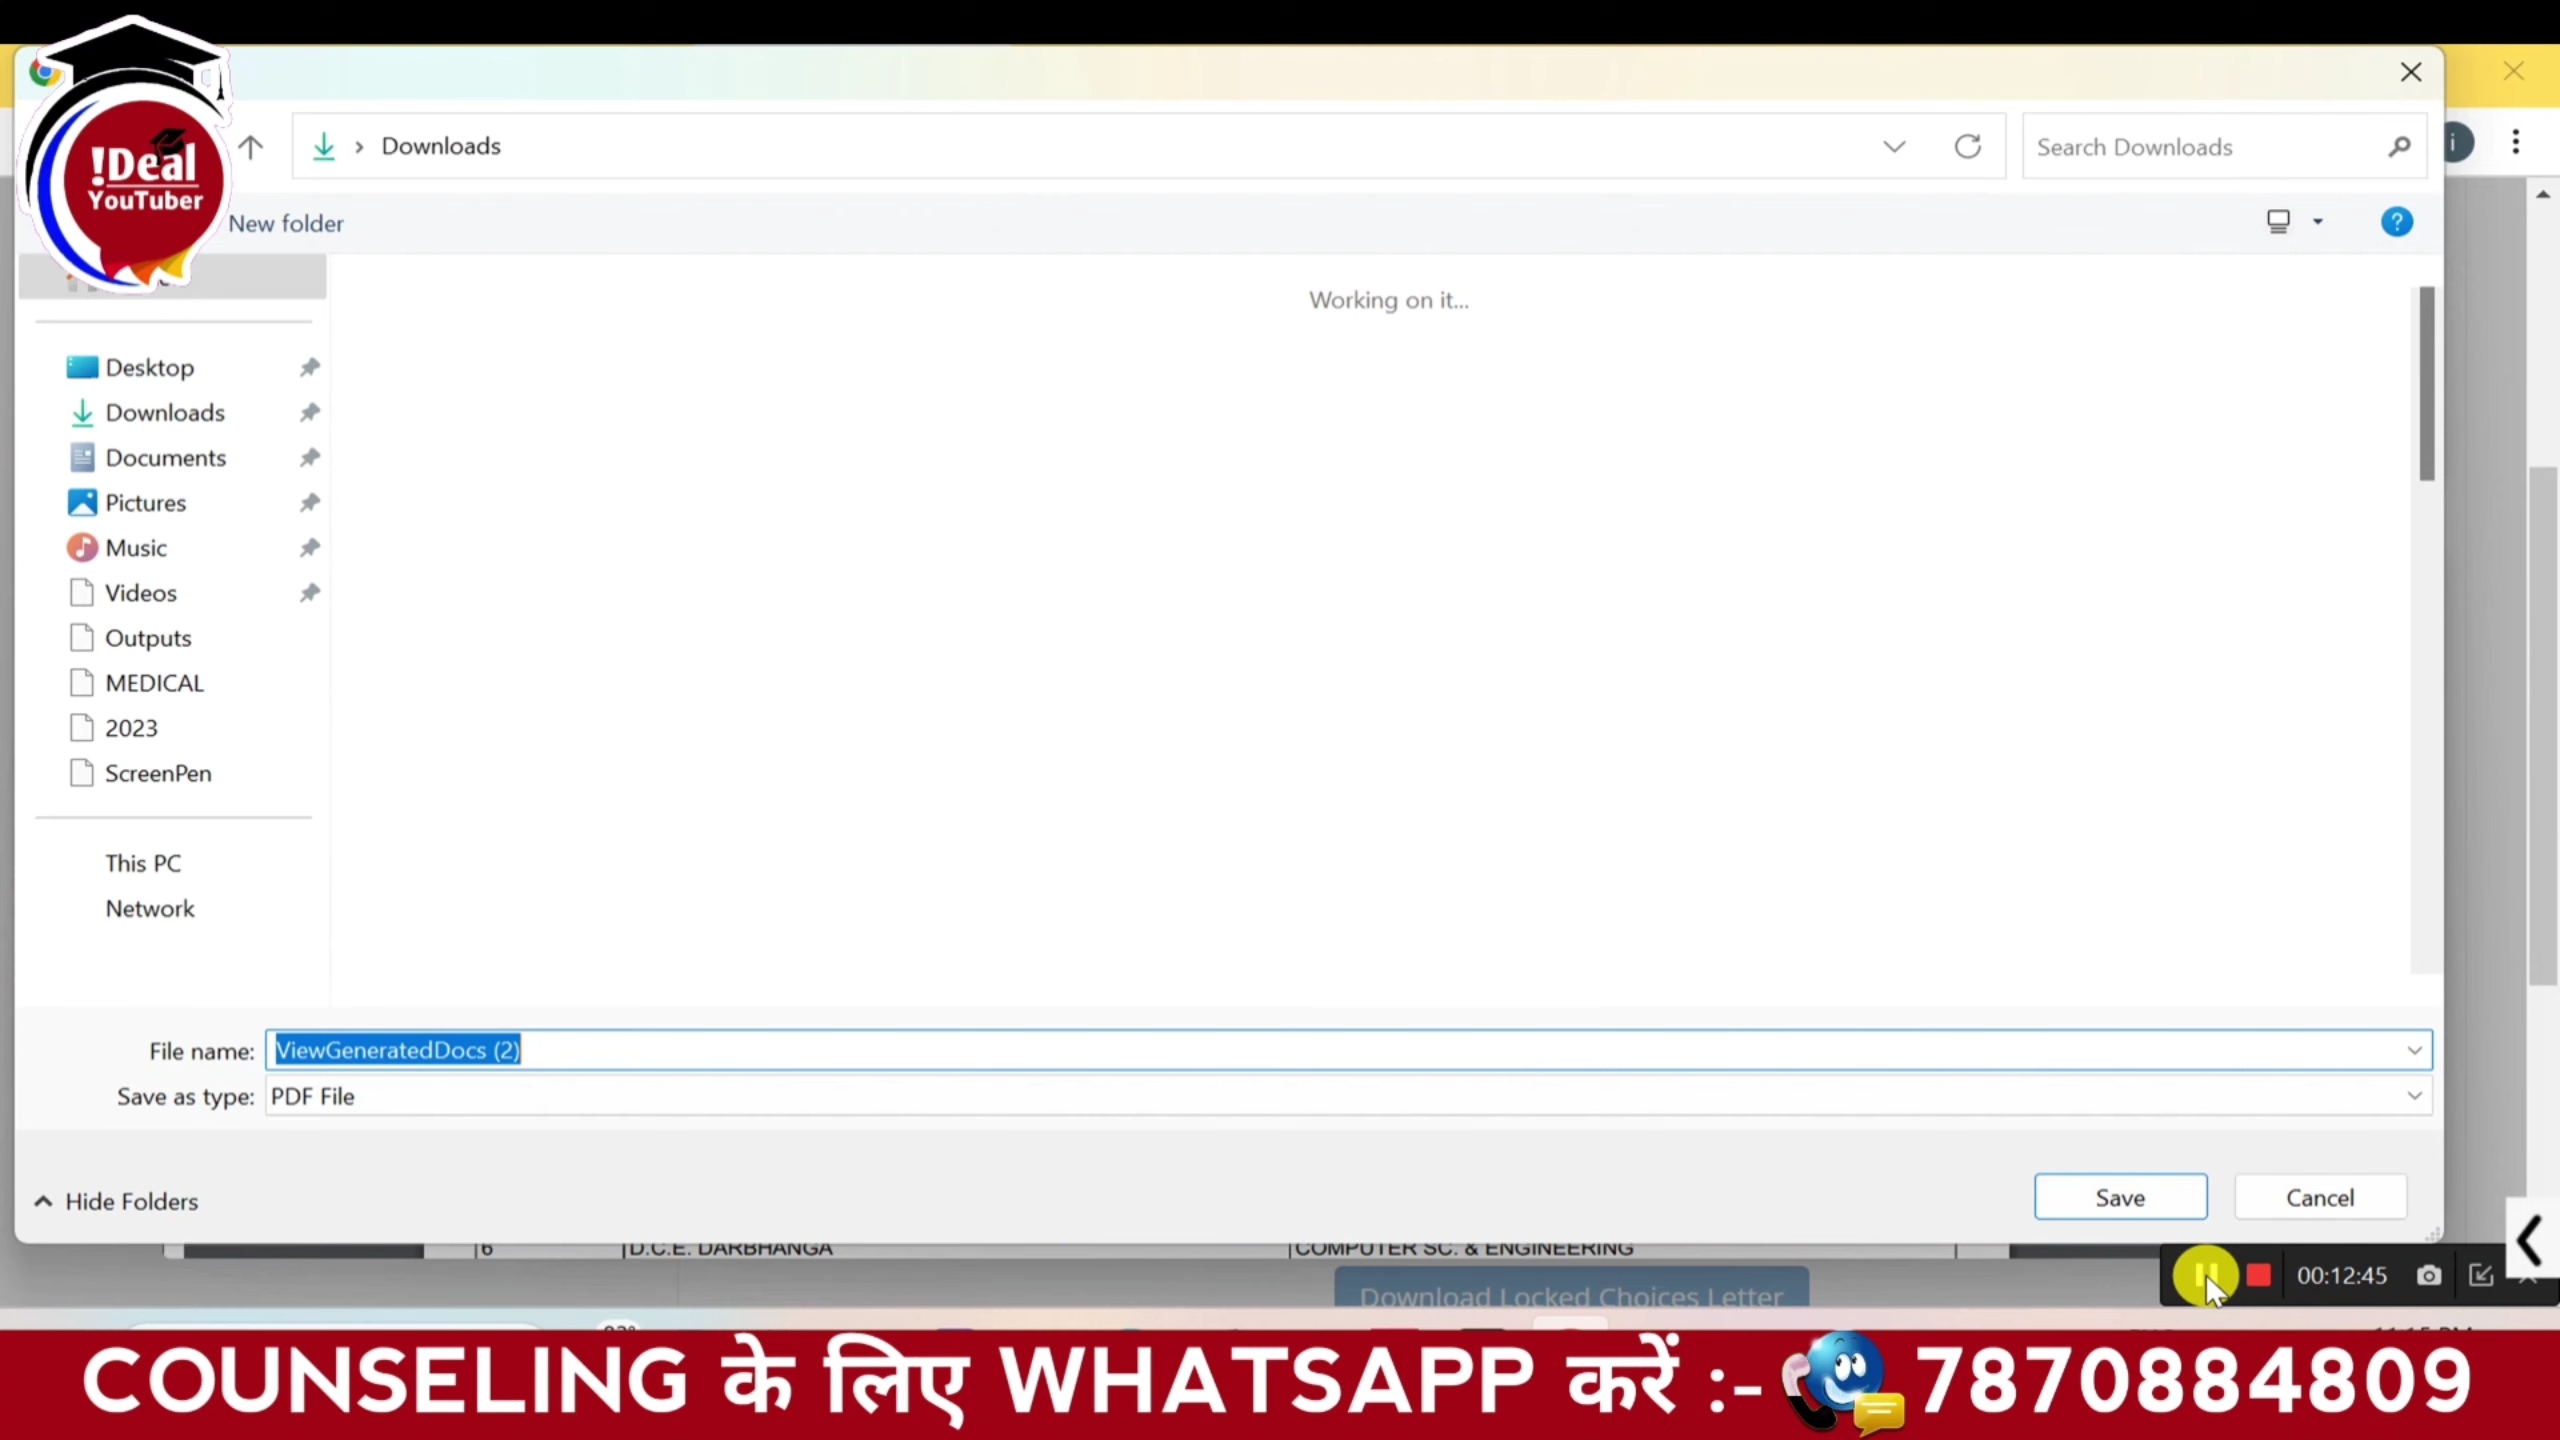 !Deal
YouTuber
Downloads
Search Downloads
New folder
Working on it...
Desktop
Downloads
Documents
Pictures
Music
Videos
Outputs
MEDICAL
2023
ScreenPen
This PC
Network
File name: ViewGeneratedDocs (2)
Save as type: PDF File
Hide Folders
Save
Cancel
6 D.C.E. DARBHANGA COMPUTER SC. & ENGINEERING
Download Locked Choices Letter
00:12:45
COUNSELING के लिए WHATSAPP करें :- 7870884809